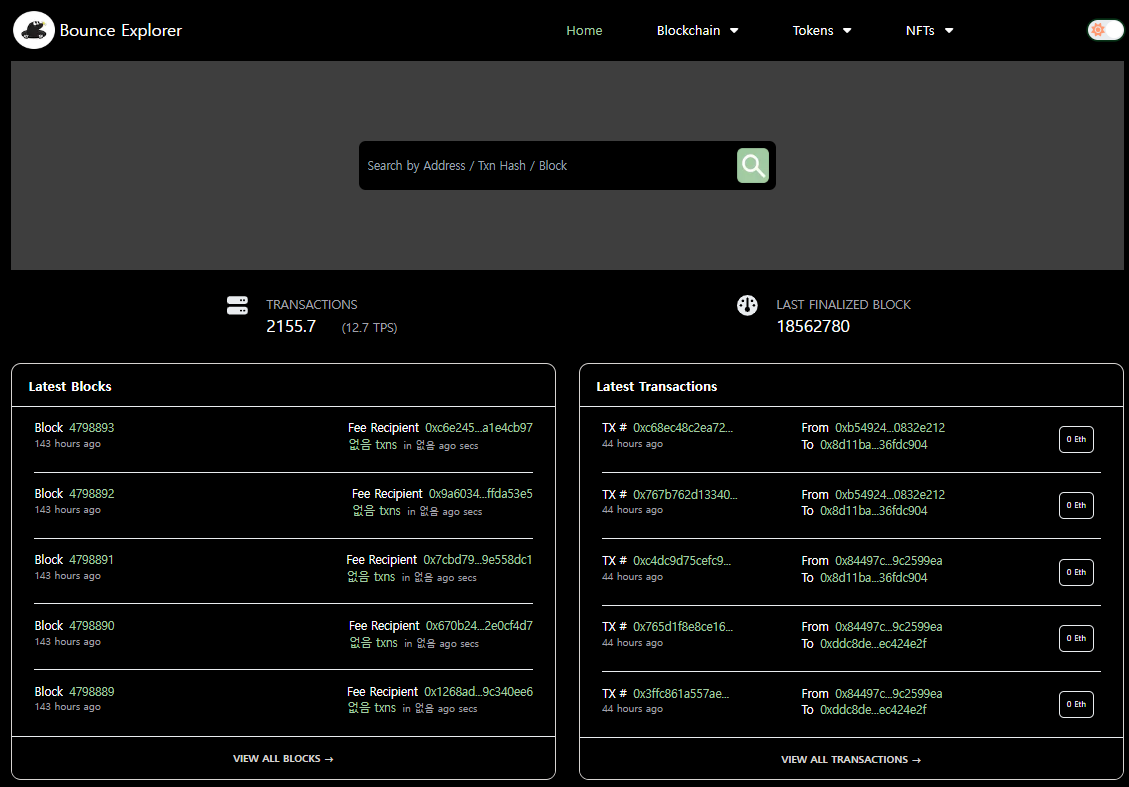 Bounce Explorer
Home Blockchain Tokens NFTs
Search by Address / Txn Hash / Block
TRANSACTIONS
2155.7 (12.7 TPS)
LAST FINALIZED BLOCK
18562780
Latest Blocks
Block 4798893
143 hours ago
Fee Recipient 0xc6e245...a1e4cb97
없음 txns in 없음 ago secs
Block 4798892
143 hours ago
Fee Recipient 0x9a6034...ffda53e5
없음 txns in 없음 ago secs
Block 4798891
143 hours ago
Fee Recipient 0x7cbd79...9e558dc1
없음 txns in 없음 ago secs
Block 4798890
143 hours ago
Fee Recipient 0x670b24...2e0cf4d7
없음 txns in 없음 ago secs
Block 4798889
143 hours ago
Fee Recipient 0x1268ad...9c340ee6
없음 txns in 없음 ago secs
VIEW ALL BLOCKS →
Latest Transactions
TX # 0xc68ec48c2ea72...
44 hours ago
From 0xb54924...0832e212
To 0x8d11ba...36fdc904
0 Eth
TX # 0x767b762d13340...
44 hours ago
From 0xb54924...0832e212
To 0x8d11ba...36fdc904
0 Eth
TX # 0xc4dc9d75cefc9...
44 hours ago
From 0x84497c...9c2599ea
To 0x8d11ba...36fdc904
0 Eth
TX # 0x765d1f8e8ce16...
44 hours ago
From 0x84497c...9c2599ea
To 0xddc8de...ec424e2f
0 Eth
TX # 0x3ffc861a557ae...
44 hours ago
From 0x84497c...9c2599ea
To 0xddc8de...ec424e2f
0 Eth
VIEW ALL TRANSACTIONS →